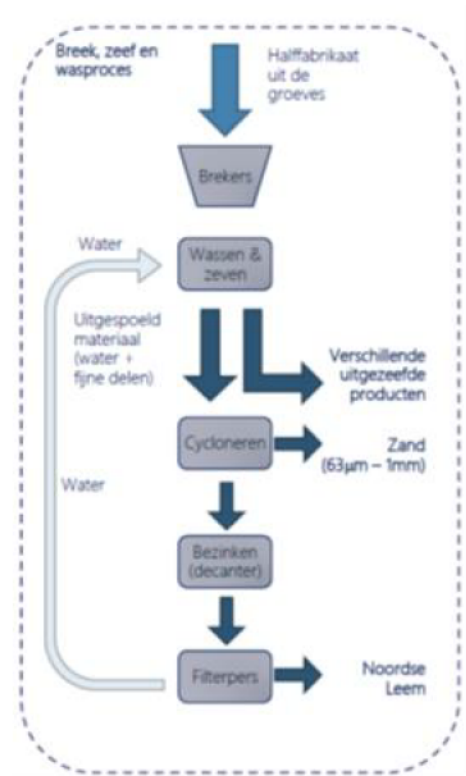 Breek, zeef en
wasproces
Halffabrikaat
uit de
groeves
Brekers
Water
Wassen &
zeven
Uitgespoeld
materiaal
(water +
fijne delen)
Verschillende
uitgezeefde
producten
Cycloneren
Zand
(63µm – 1mm)
Water
Bezinken
(decanter)
Filterpers
Noordse
Leem